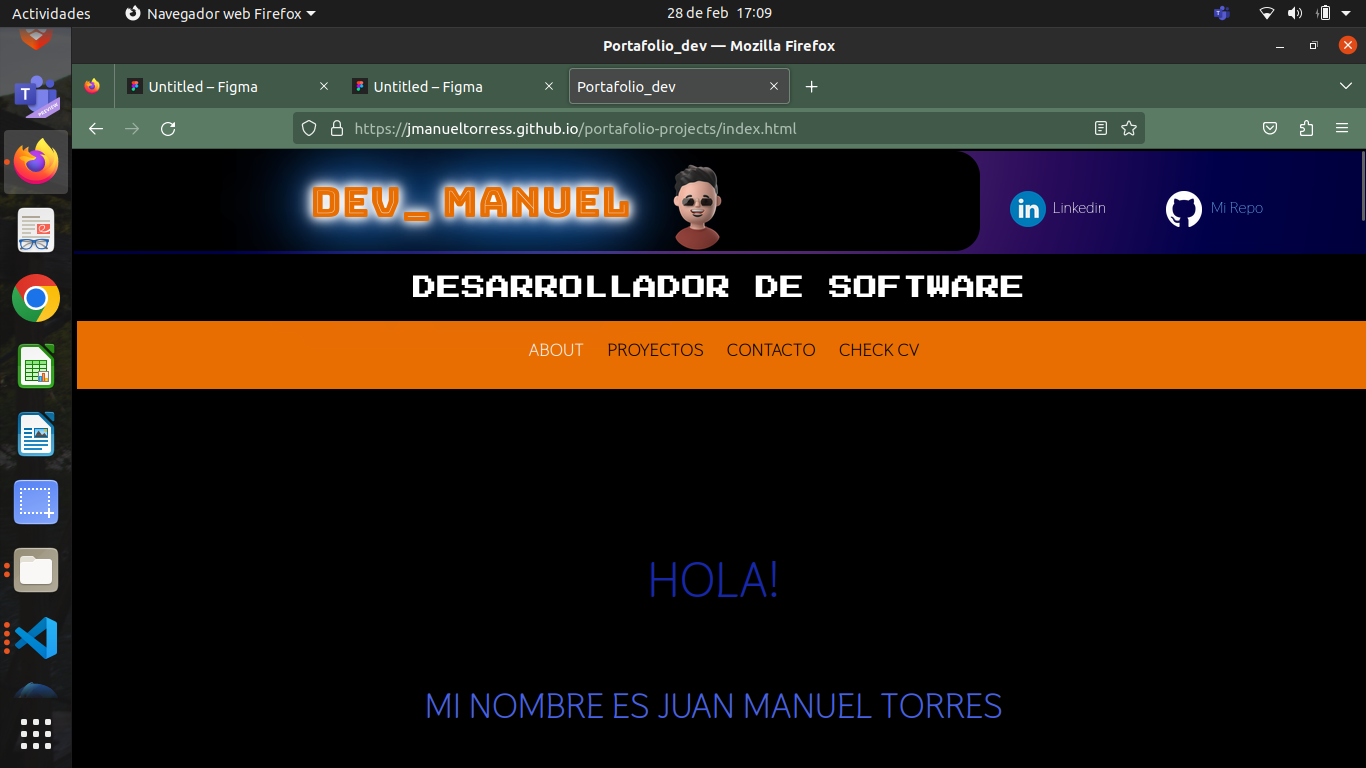 Actividades Navegador web Firefox 28 de feb 17:09
Portafolio_dev — Mozilla Firefox
Untitled – Figma Untitled – Figma Portafolio_dev
https://jmanueltorress.github.io/portafolio-projects/index.html
DEV_ MANUEL Linkedin Mi Repo
DESARROLLADOR DE SOFTWARE
ABOUT PROYECTOS CONTACTO CHECK CV
HOLA!
MI NOMBRE ES JUAN MANUEL TORRES